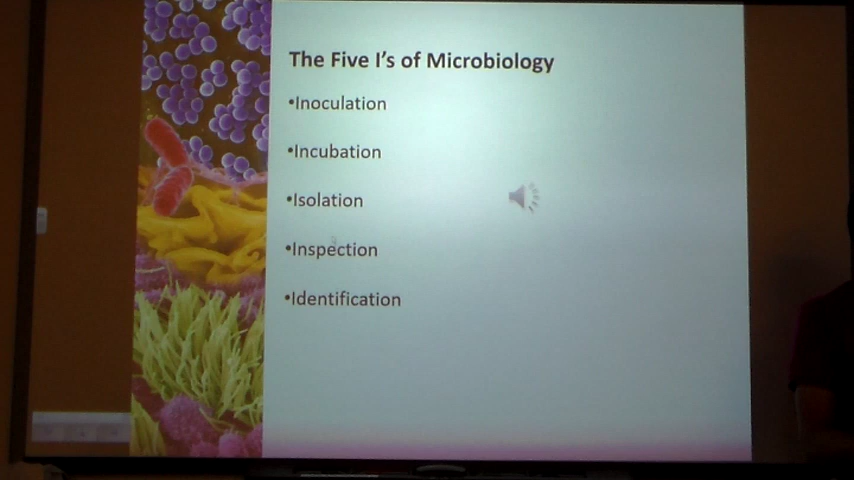 The Five I's of Microbiology
•Inoculation
•Incubation
•Isolation
•Inspection
•Identification